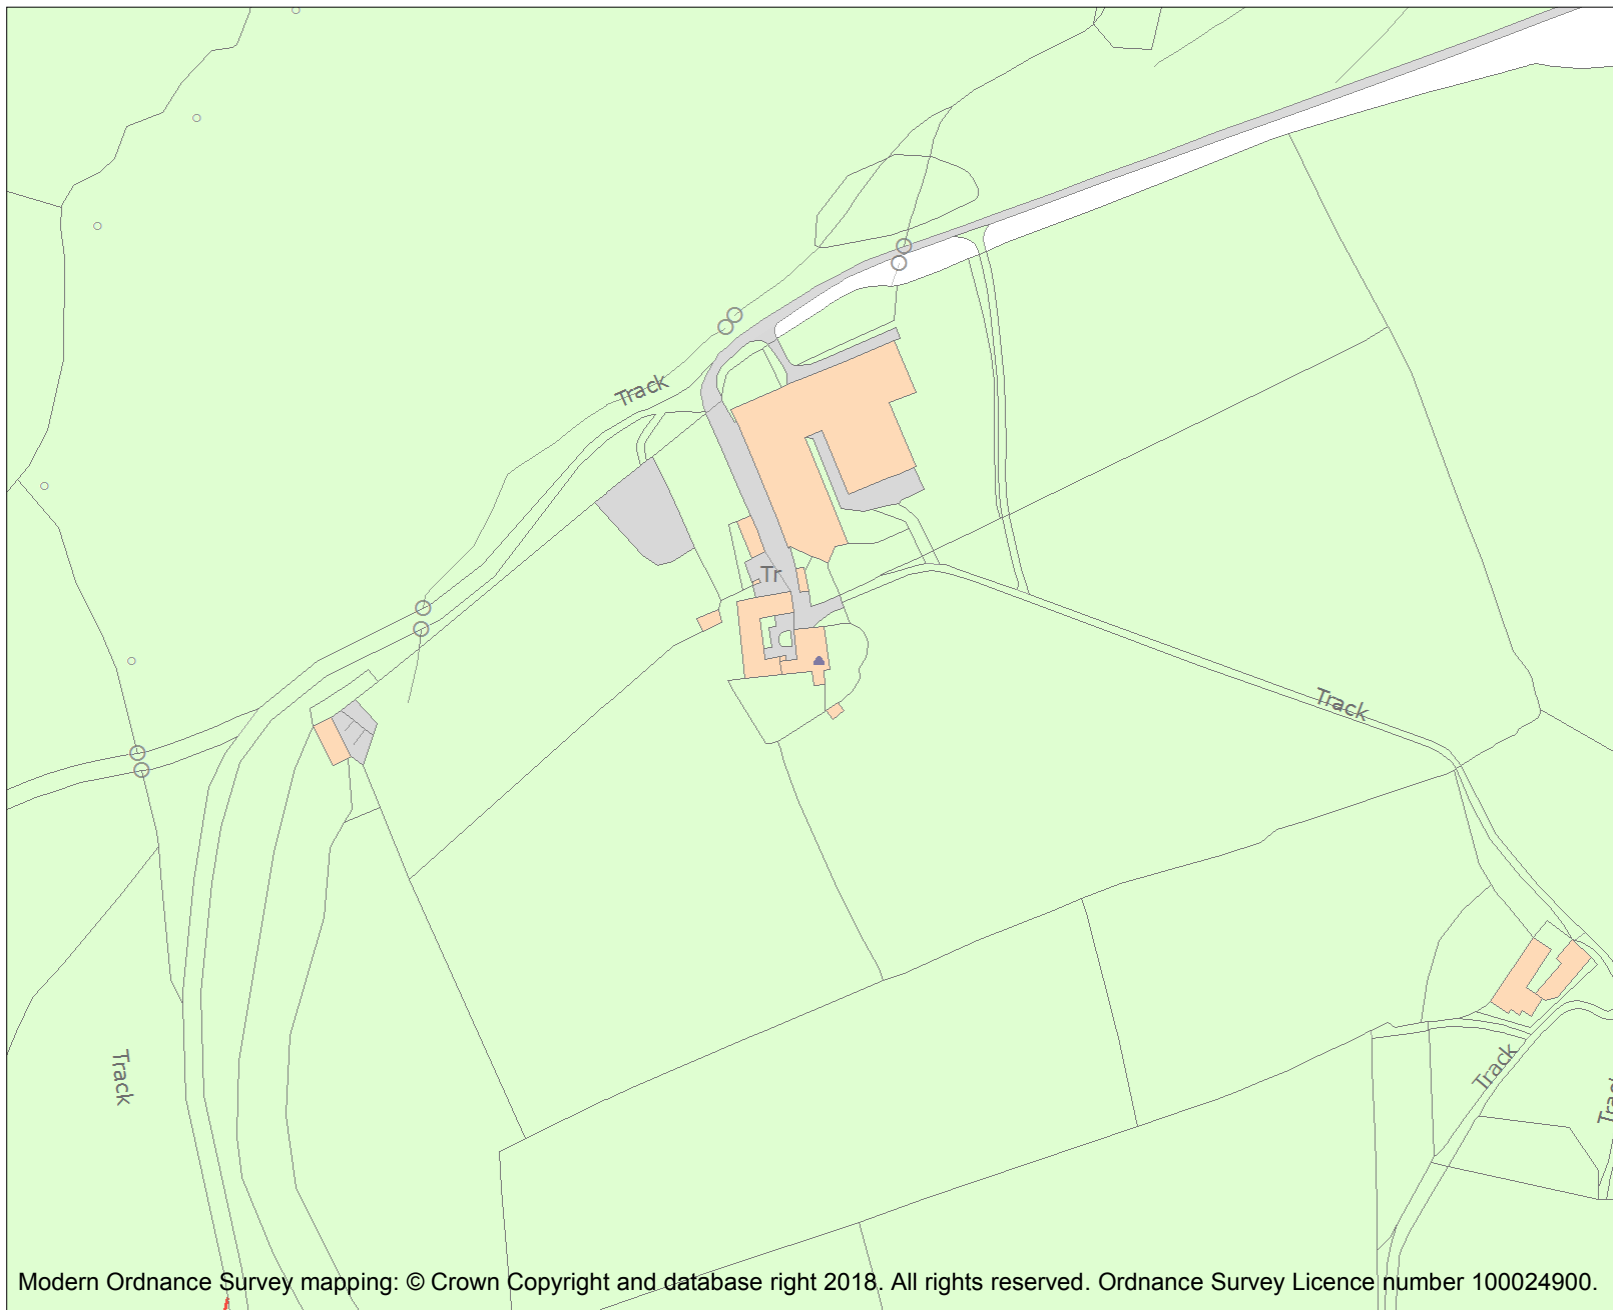 Track
Tr
Track
Track
Track
Modern Ordnance Survey mapping: © Crown Copyright and database right 2018. All rights reserved. Ordnance Survey Licence number 100024900.